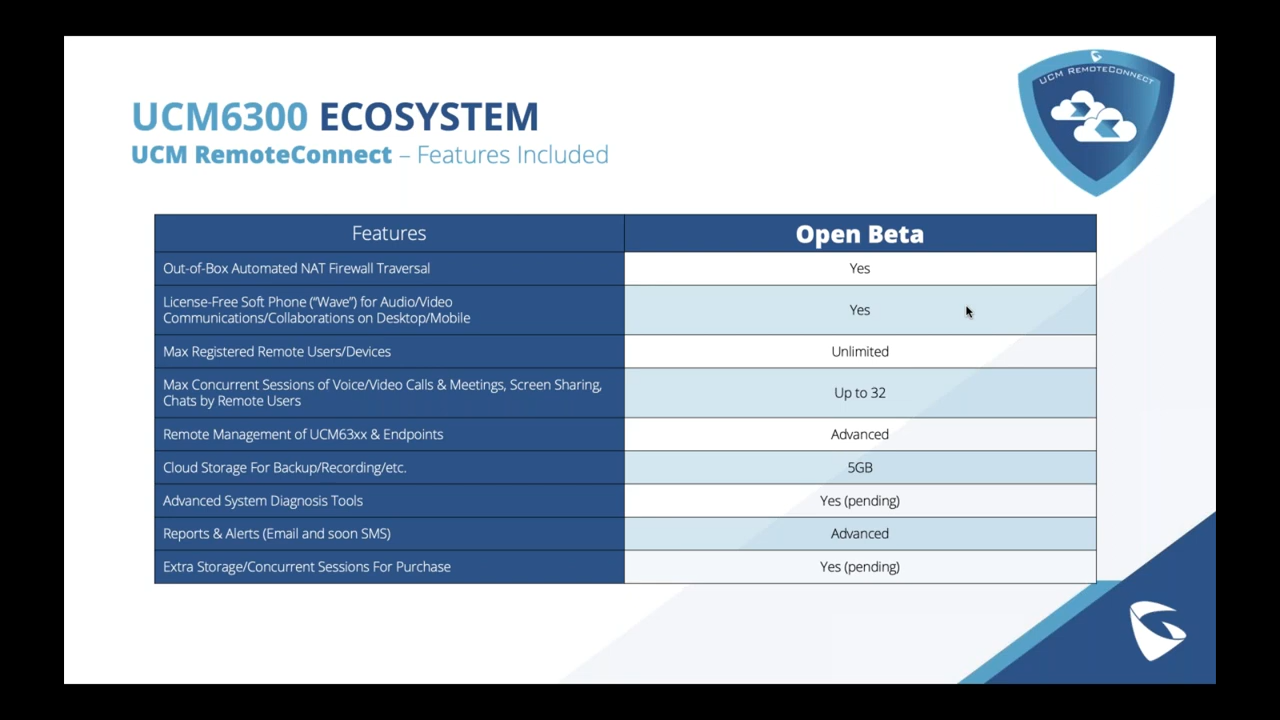 UCM REMOTECONNECT
UCM6300 ECOSYSTEM
UCM RemoteConnect – Features Included
Features Open Beta
Out-of-Box Automated NAT Firewall Traversal Yes
License-Free Soft Phone (“Wave”) for Audio/Video
Communications/Collaborations on Desktop/Mobile Yes
Max Registered Remote Users/Devices Unlimited
Max Concurrent Sessions of Voice/Video Calls & Meetings, Screen Sharing,
Chats by Remote Users Up to 32
Remote Management of UCM63xx & Endpoints Advanced
Cloud Storage For Backup/Recording/etc. 5GB
Advanced System Diagnosis Tools Yes (pending)
Reports & Alerts (Email and soon SMS) Advanced
Extra Storage/Concurrent Sessions For Purchase Yes (pending)